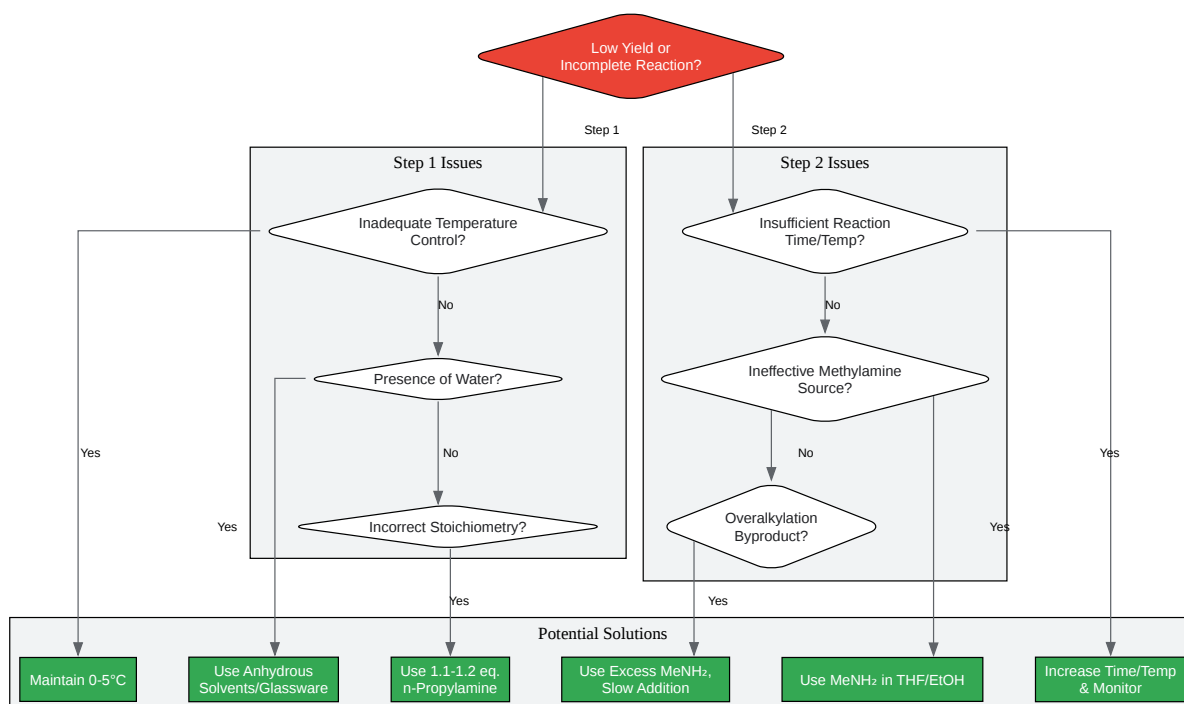 Low Yield or
Incomplete Reaction?
Step 1
Step 2
Step 1 Issues
Step 2 Issues
Inadequate Temperature
Control?
Insufficient Reaction
Time/Temp?
No
No
Presence of Water?
Ineffective Methylamine
Source?
Yes
No
No
Yes
Yes
Incorrect Stoichiometry?
Overalkylation
Byproduct?
Yes
Yes
Yes
Potential Solutions
Maintain 0-5°C
Use Anhydrous
Solvents/Glassware
Use 1.1-1.2 eq.
n-Propylamine
Use Excess MeNH₂,
Slow Addition
Use MeNH₂ in THF/EtOH
Increase Time/Temp
& Monitor